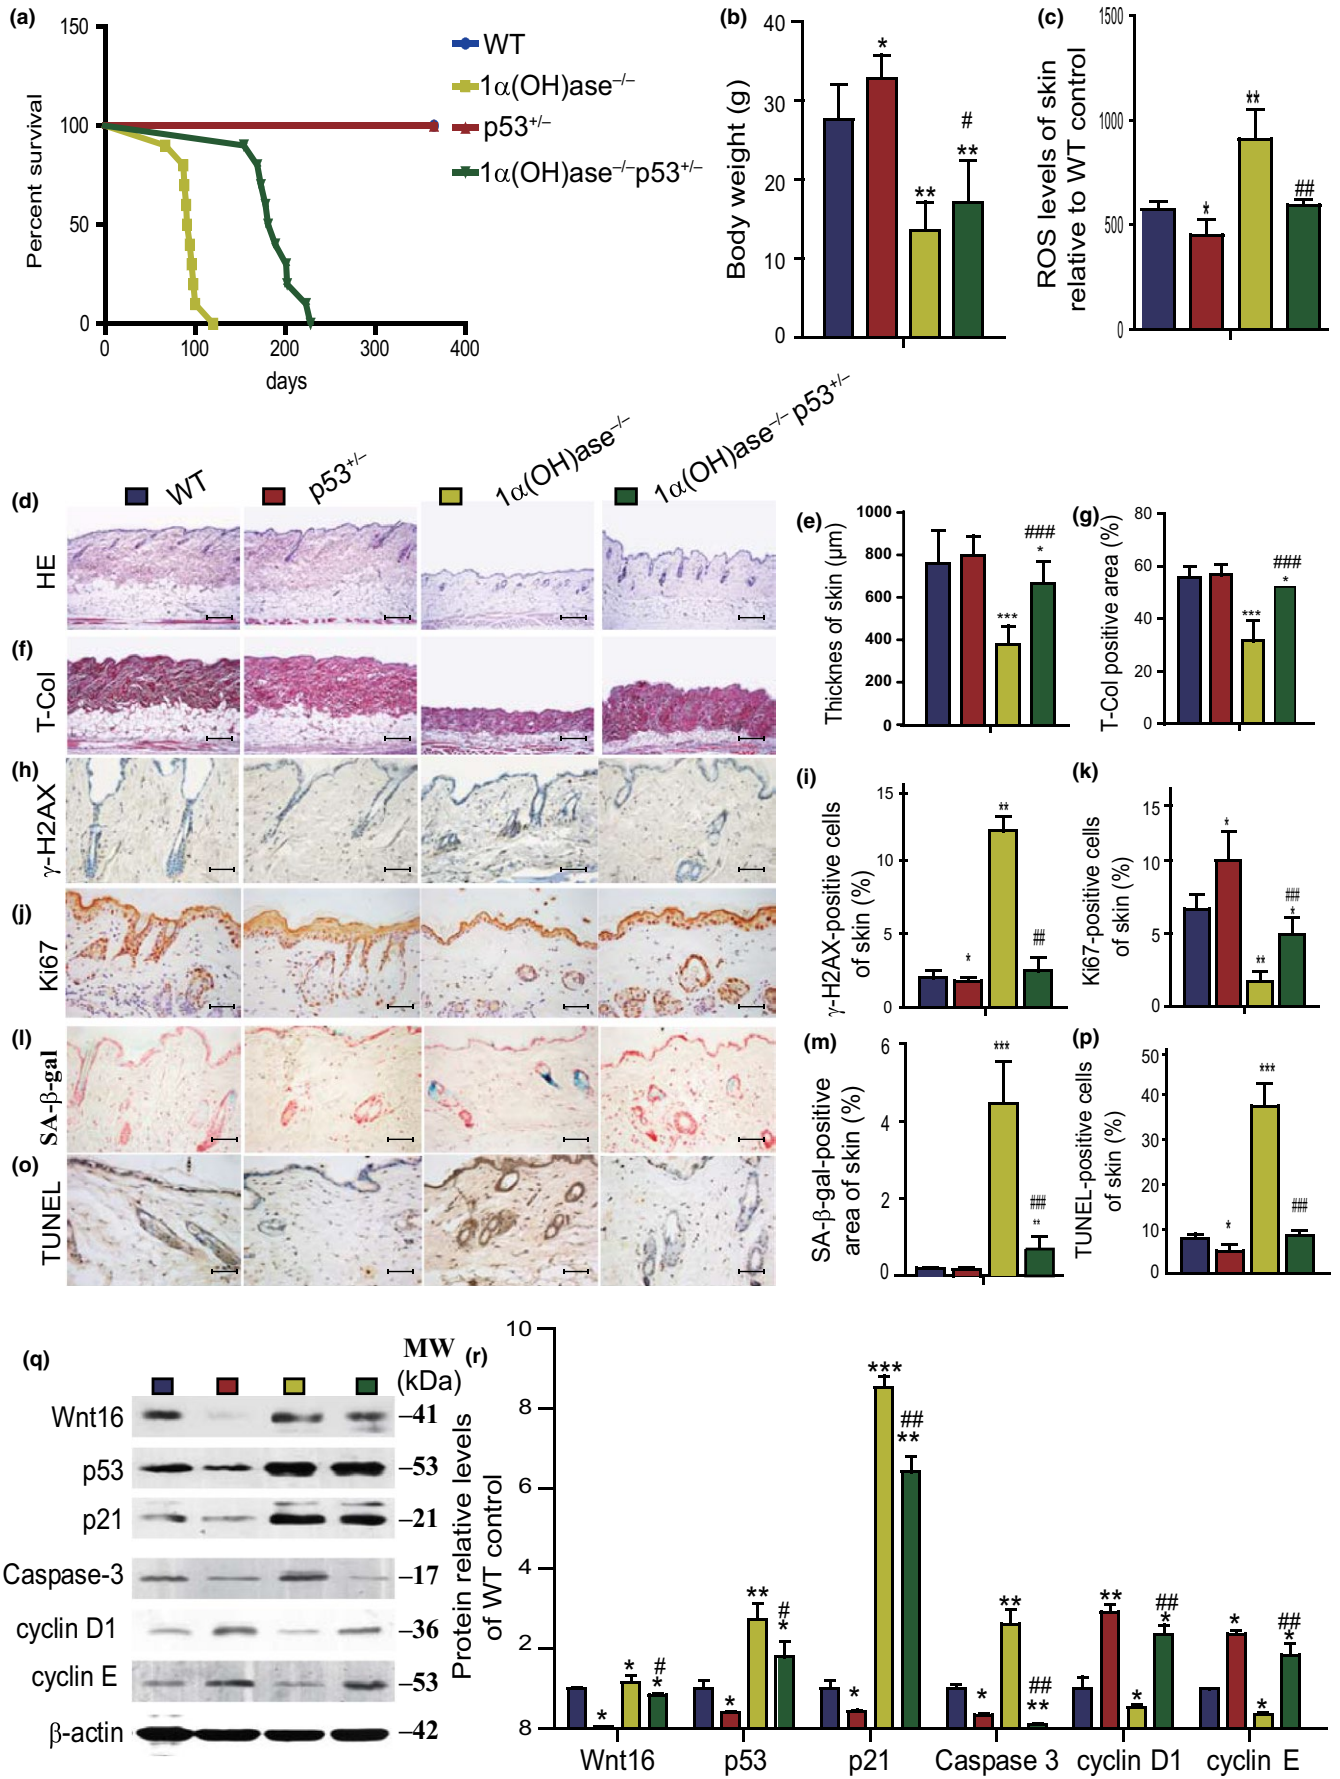 (a)
150
100
50
0
Percent survival
0 100 200 300 400
days
WT
1α(OH)ase–/–
p53+/–
1α(OH)ase–/–p53+/–
(b)
40
30
20
10
0
Body weight (g)
*
**
#
**
(c)
1500
1000
500
0
ROS levels of skin
relative to WT control
*
**
##
(d)
WT
p53+/–
1α(OH)ase–/–
1α(OH)ase–/– p53+/–
HE
(e)
1000
800
600
400
200
0
Thicknes of skin (μm)
***
###
*
(f)
T-Col
(g)
80
60
40
20
0
T-Col positive area (%)
***
###
*
(h)
γ-H2AX
(i)
15
10
5
0
γ-H2AX-positive cells
of skin (%)
*
**
##
(j)
Ki67
(k)
15
10
5
0
Ki67-positive cells
of skin (%)
*
**
###
*
(l)
SA-β-gal
(m)
6
4
2
0
SA-β-gal-positive
area of skin (%)
***
###
**
(o)
TUNEL
(p)
50
40
30
20
10
0
TUNEL-positive cells
of skin (%)
*
***
###
(q)
MW
(kDa)
Wnt16 –41
p53 –53
p21 –21
Caspase-3 –17
cyclin D1 –36
cyclin E –53
β-actin –42
(r)
10
8
6
4
2
8
Protein relative levels
of WT control
* * # *
* ** # *
* *** ## **
* ** ## **
** * ## *
* * ## *
Wnt16 p53 p21 Caspase 3 cyclin D1 cyclin E